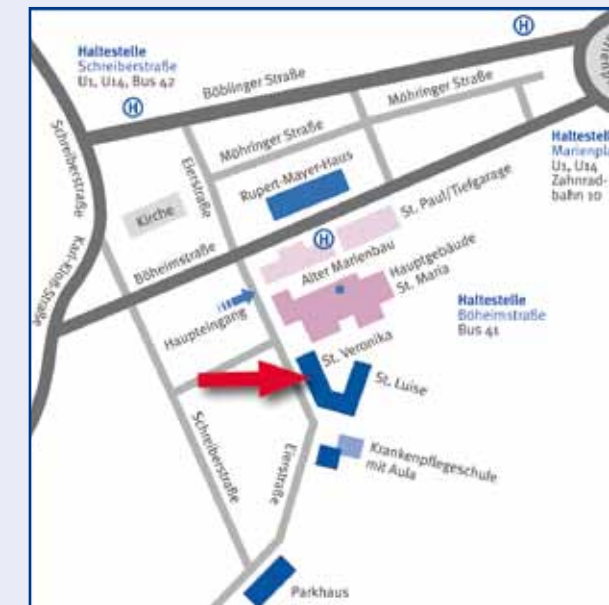 Haltestelle
Schreiberstraße
U1, U14, Bus 42
H
H
Böblinger Straße
Möhringer Straße
Möhringer Straße
Haltestell
Marienpla
U1, U14
Zahnrad-
bahn 10
Schreiberstraße
Eierstraße
Rupert-Mayer-Haus
Kirche
St. Paul/Tiefgarage
H
Karl-Kloß-Straße
Böheimstraße
Alter Marienbau
Hauptgebäude
St. Maria
Haupteingang
Haltestelle
Böheimstraße
Bus 41
St. Veronika
St. Luise
Schreiberstraße
Eierstraße
Krankenpflegeschule
mit Aula
Parkhaus